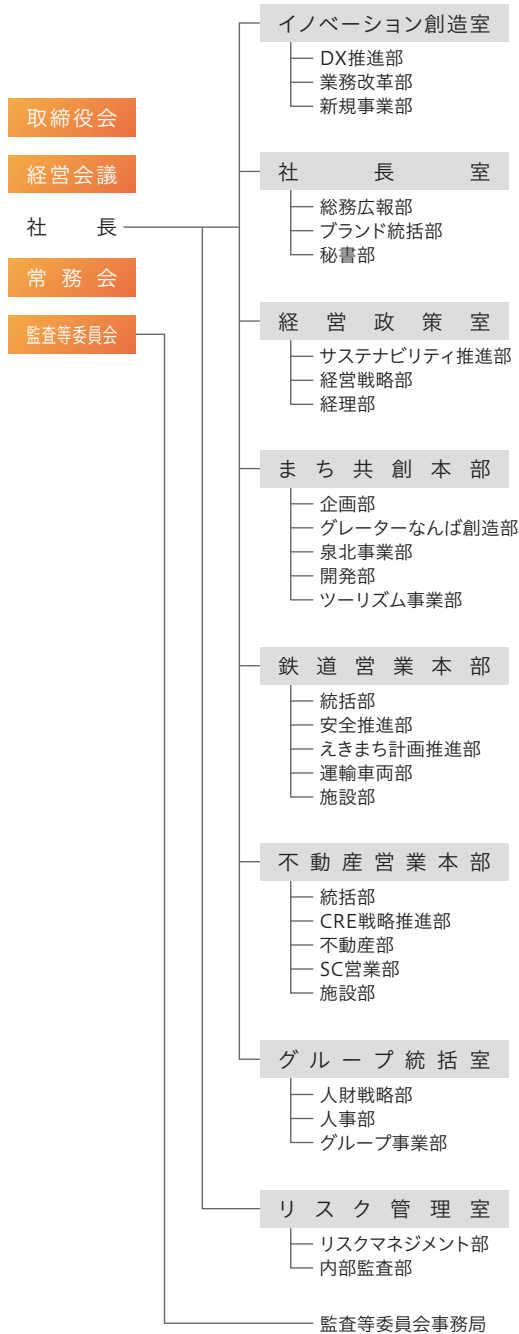 取締役会
経営会議
社長
常務会
監査等委員会
イノベーション創造室
DX推進部
業務改革部
新規事業部
社長室
総務広報部
ブランド統括部
秘書部
経営政策室
サステナビリティ推進部
経営戦略部
経理部
まち共創本部
企画部
グレーターなんば創造部
泉北事業部
開発部
ツーリズム事業部
鉄道営業本部
統括部
安全推進部
えきまち計画推進部
運輸車両部
施設部
不動産営業本部
統括部
CRE戦略推進部
不動産部
SC営業部
施設部
グループ統括室
人財戦略部
人事部
グループ事業部
リスク管理室
リスクマネジメント部
内部監査部
監査等委員会事務局